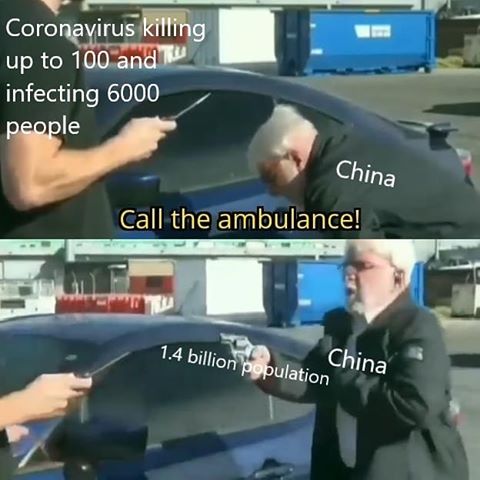 Coronavirus killing
up to 100 and
infecting 6000
people
China
Call the ambulance!
China
1.4 billion population